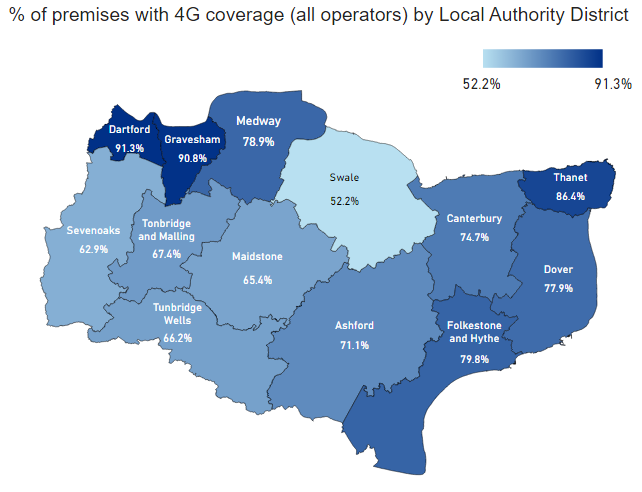 % of premises with 4G coverage (all operators) by Local Authority District
52.2%
91.3%
Dartford
91.3%
Gravesham
90.8%
Medway
78.9%
Swale
52.2%
Thanet
86.4%
Canterbury
74.7%
Sevenoaks
62.9%
Tonbridge
and Malling
67.4%
Maidstone
65.4%
Dover
77.9%
Tunbridge
Wells
66.2%
Ashford
71.1%
Folkestone
and Hythe
79.8%